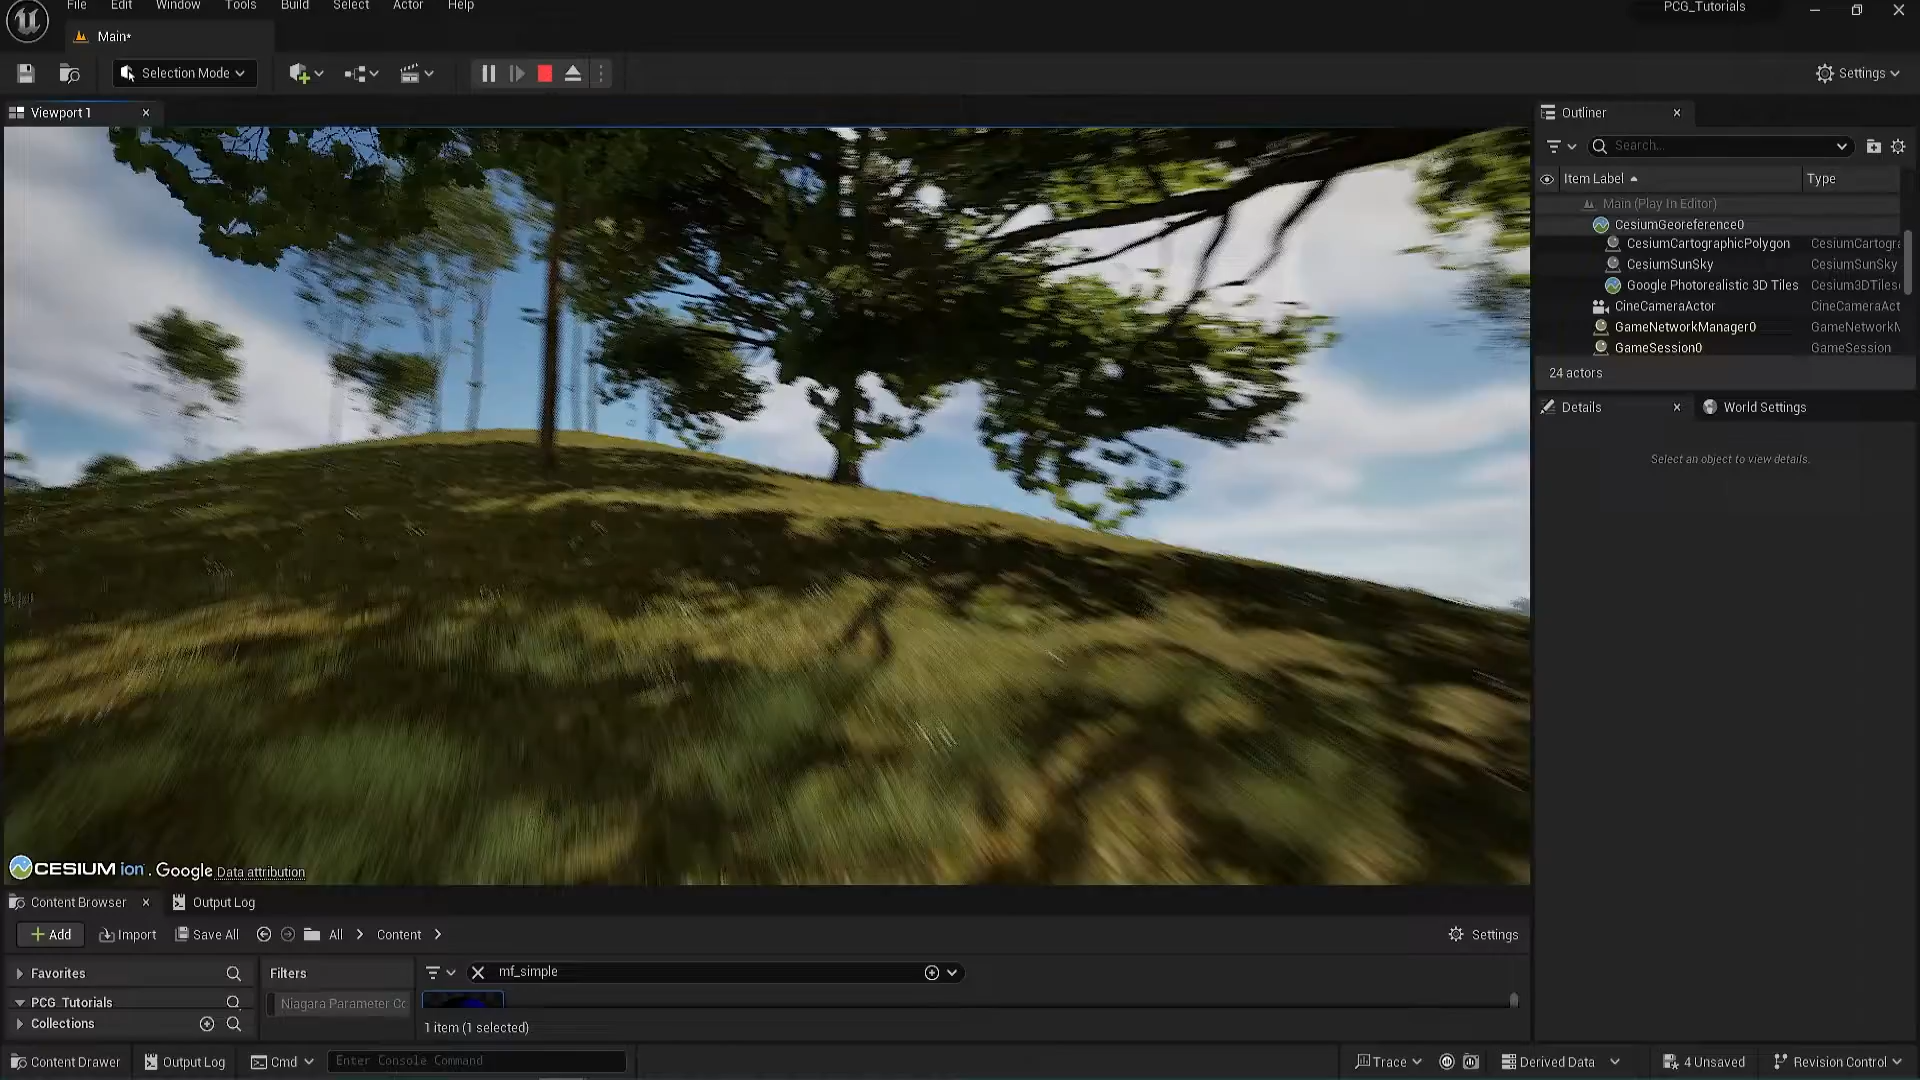 File Edit Window Tools Build Select Actor Help
PCG_Tutorials
Main*
Selection Mode
Settings
Viewport 1
Outliner
Search...
Item Label
Type
Main (Play In Editor)
CesiumGeoreference0
CesiumCartographicPolygon CesiumCartogra
CesiumSunSky CesiumSunSky
Google Photorealistic 3D Tiles Cesium3DTiles
CineCameraActor CineCameraAct
GameNetworkManager0 GameNetworkM
GameSession0 GameSession
24 actors
Details
World Settings
Select an object to view details.
CESIUM ion . Google Data attribution
Content Browser
Output Log
Add Import Save All All Content Settings
Favorites
Filters
mf_simple
PCG_Tutorials
Niagara Parameter Co
Collections
1 item (1 selected)
Content Drawer Output Log Cmd Enter Console Command Trace Derived Data 4 Unsaved Revision Control